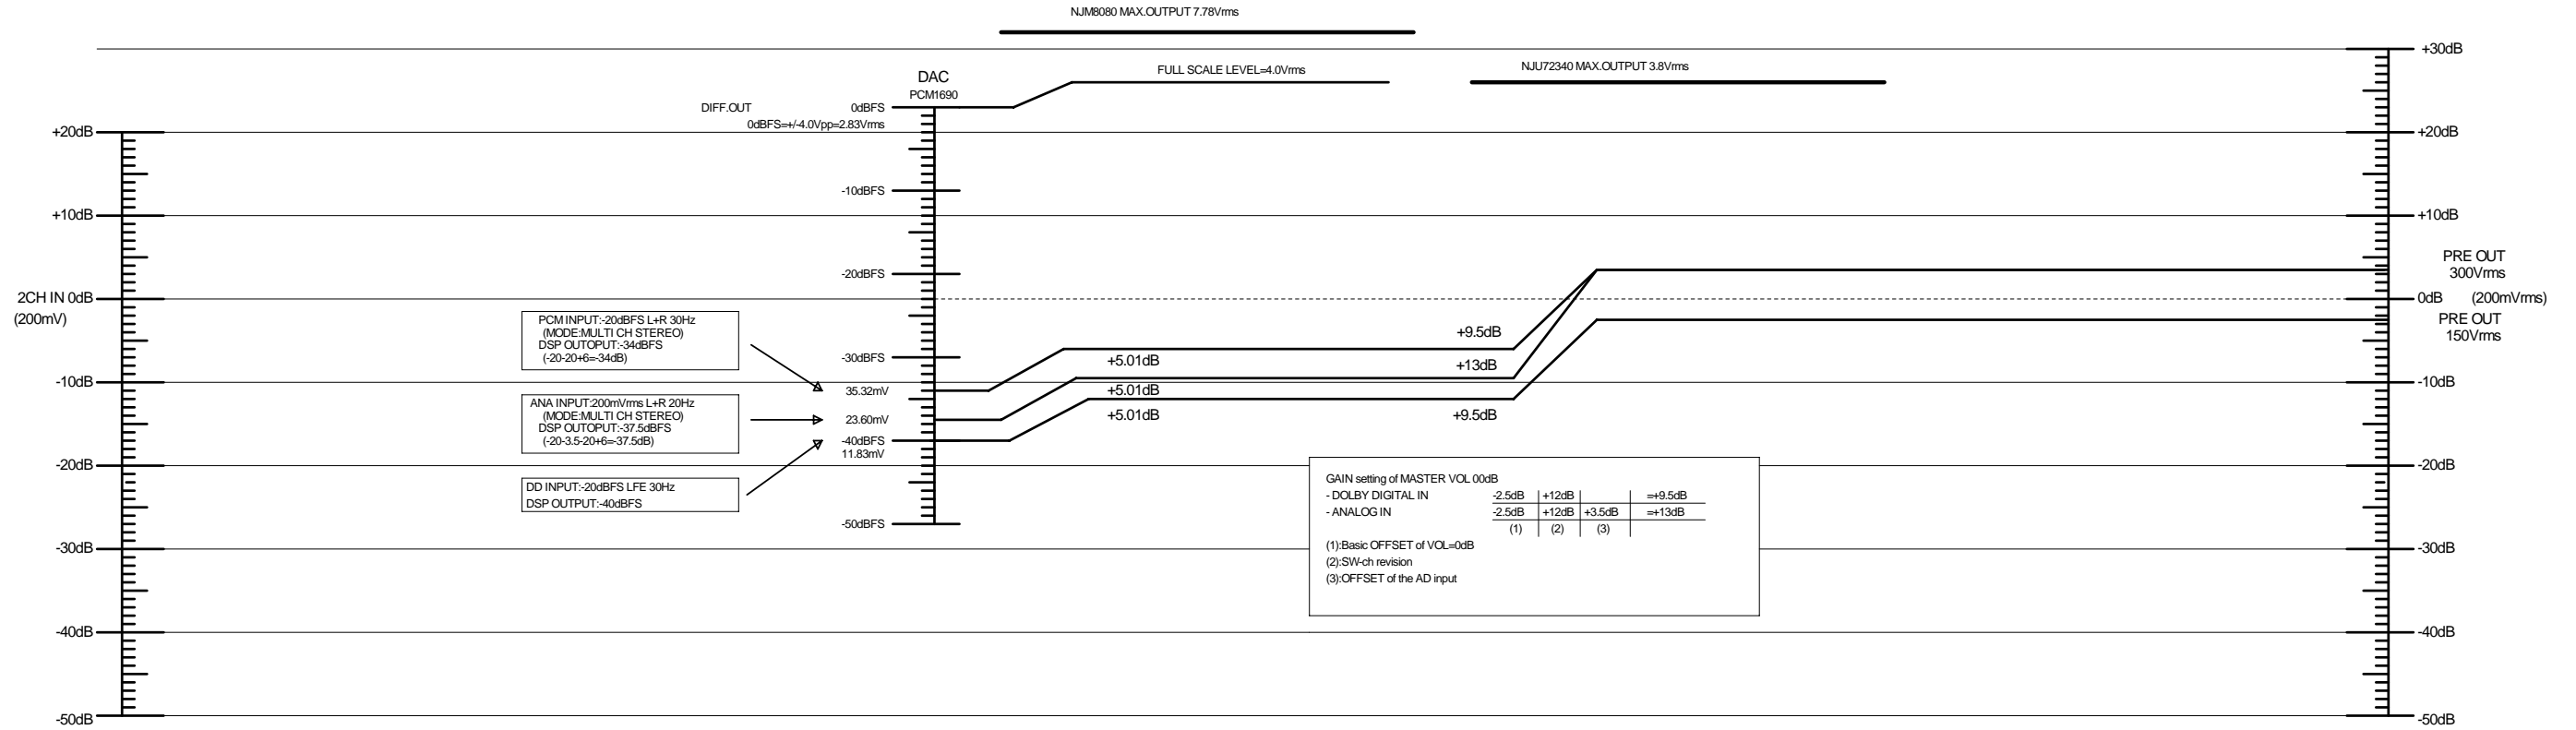 NJM8080 MAX.OUTPUT 7.78Vrms
+30dB
FULL SCALE LEVEL=4.0Vrms
NJU72340 MAX.OUTPUT 3.8Vrms
DAC
PCM1690
DIFF.OUT
0dBFS
0dBFS=+/-4.0Vpp=2.83Vrms
+20dB
+20dB
-10dBFS
+10dB
+10dB
-20dBFS
PRE OUT
300Vrms
2CH IN 0dB
(200mV)
0dB
(200mVrms)
PRE OUT
150Vrms
PCM INPUT:-20dBFS L+R 30Hz
(MODE:MULTI CH STEREO)
DSP OUTOPUT:-34dBFS
(-20-20+6=-34dB)
+9.5dB
-30dBFS
+5.01dB
+13dB
-10dB
-10dB
35.32mV
+5.01dB
ANA INPUT:200mVrms L+R 20Hz
(MODE:MULTI CH STEREO)
DSP OUTOPUT:-37.5dBFS
(-20-3.5-20+6=-37.5dB)
23.60mV
+5.01dB
+9.5dB
-40dBFS
11.83mV
-20dB
-20dB
DD INPUT:-20dBFS LFE 30Hz
DSP OUTPUT:-40dBFS
-50dBFS
GAIN setting of MASTER VOL 00dB
- DOLBY DIGITAL IN -2.5dB +12dB =+9.5dB
- ANALOG IN -2.5dB +12dB +3.5dB =+13dB
(1) (2) (3)
(1):Basic OFFSET of VOL=0dB
(2):SW-ch revision
(3):OFFSET of the AD input
-30dB
-30dB
-40dB
-40dB
-50dB
-50dB